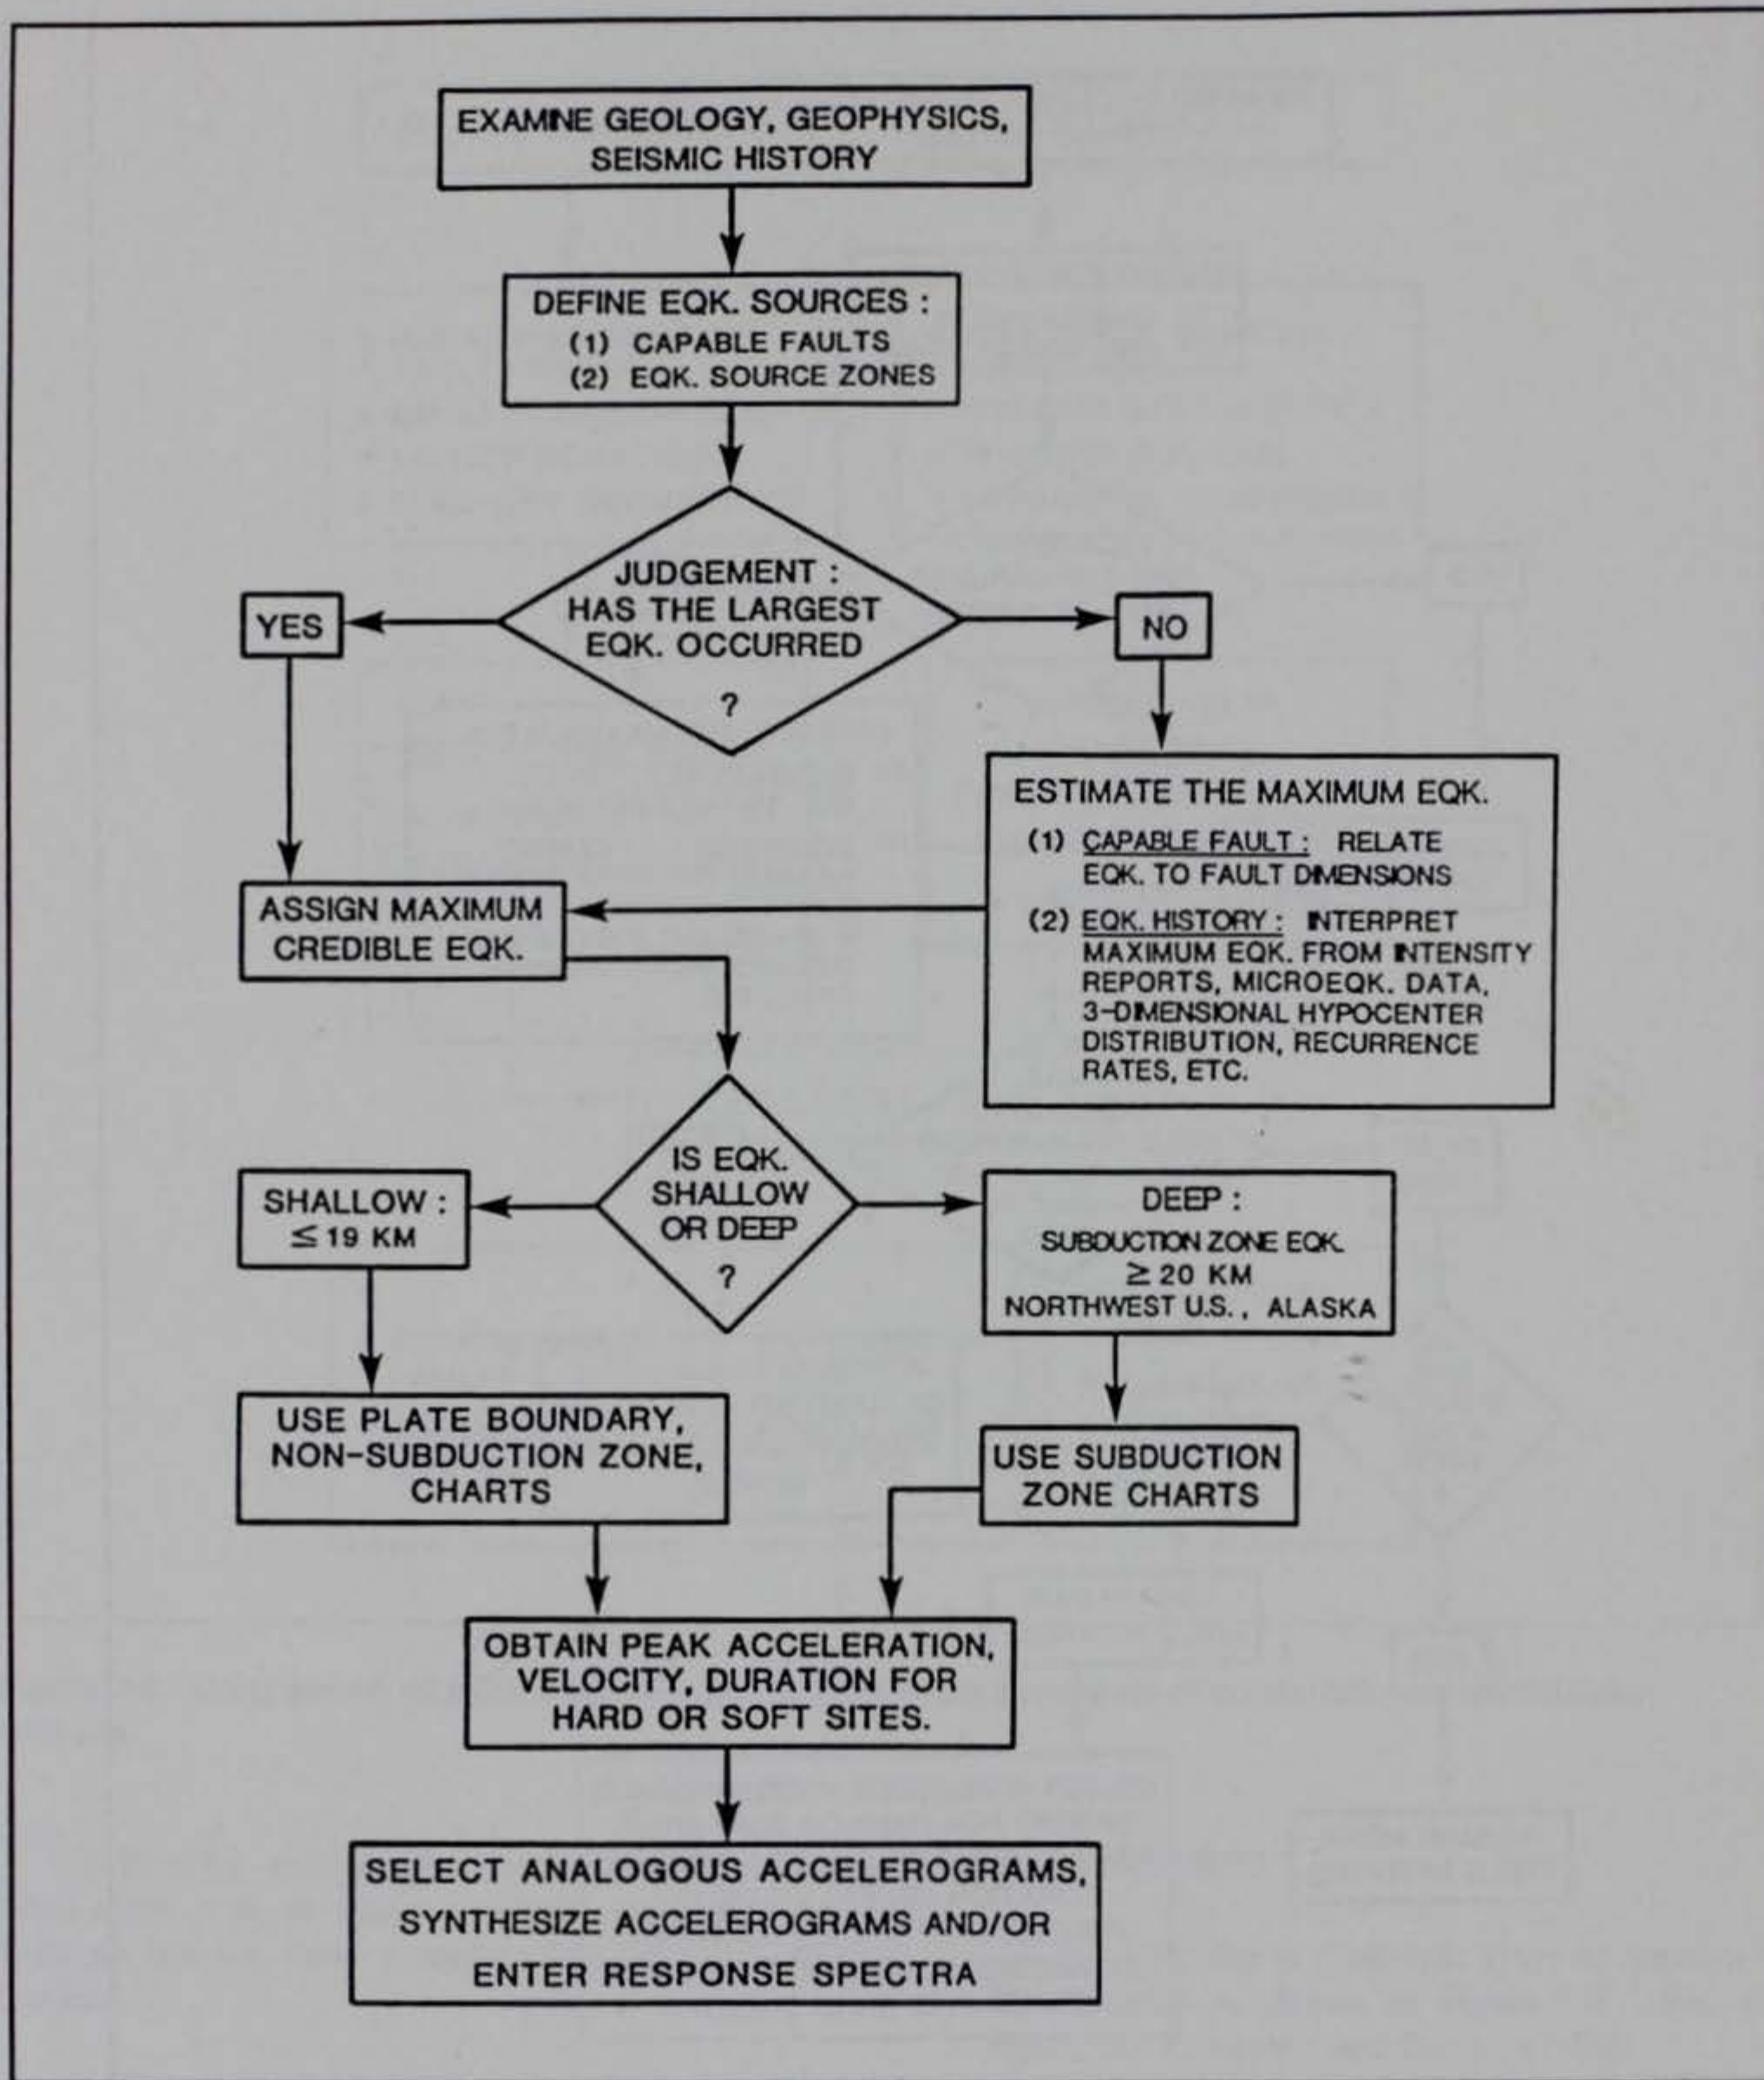 EXAMINE GEOLOGY, GEOPHYSICS,
SEISMIC HISTORY
DEFINE EQK. SOURCES :
(1) CAPABLE FAULTS
(2) EQK. SOURCE ZONES
JUDGEMENT :
HAS THE LARGEST
EQK. OCCURRED
?
YES
NO
ESTIMATE THE MAXIMUM EQK.
(1) CAPABLE FAULT : RELATE
EQK. TO FAULT DIMENSIONS
(2) EQK. HISTORY : INTERPRET
MAXIMUM EQK. FROM INTENSITY
REPORTS, MICROEQK. DATA,
3-DIMENSIONAL HYPOCENTER
DISTRIBUTION, RECURRENCE
RATES, ETC.
ASSIGN MAXIMUM
CREDIBLE EQK.
IS EQK.
SHALLOW
OR DEEP
?
SHALLOW :
≤ 19 KM
DEEP :
SUBDUCTION ZONE EQK.
≥ 20 KM
NORTHWEST U.S., ALASKA
USE PLATE BOUNDARY,
NON-SUBDUCTION ZONE,
CHARTS
USE SUBDUCTION
ZONE CHARTS
OBTAIN PEAK ACCELERATION,
VELOCITY, DURATION FOR
HARD OR SOFT SITES.
SELECT ANALOGOUS ACCELEROGRAMS,
SYNTHESIZE ACCELEROGRAMS AND/OR
ENTER RESPONSE SPECTRA